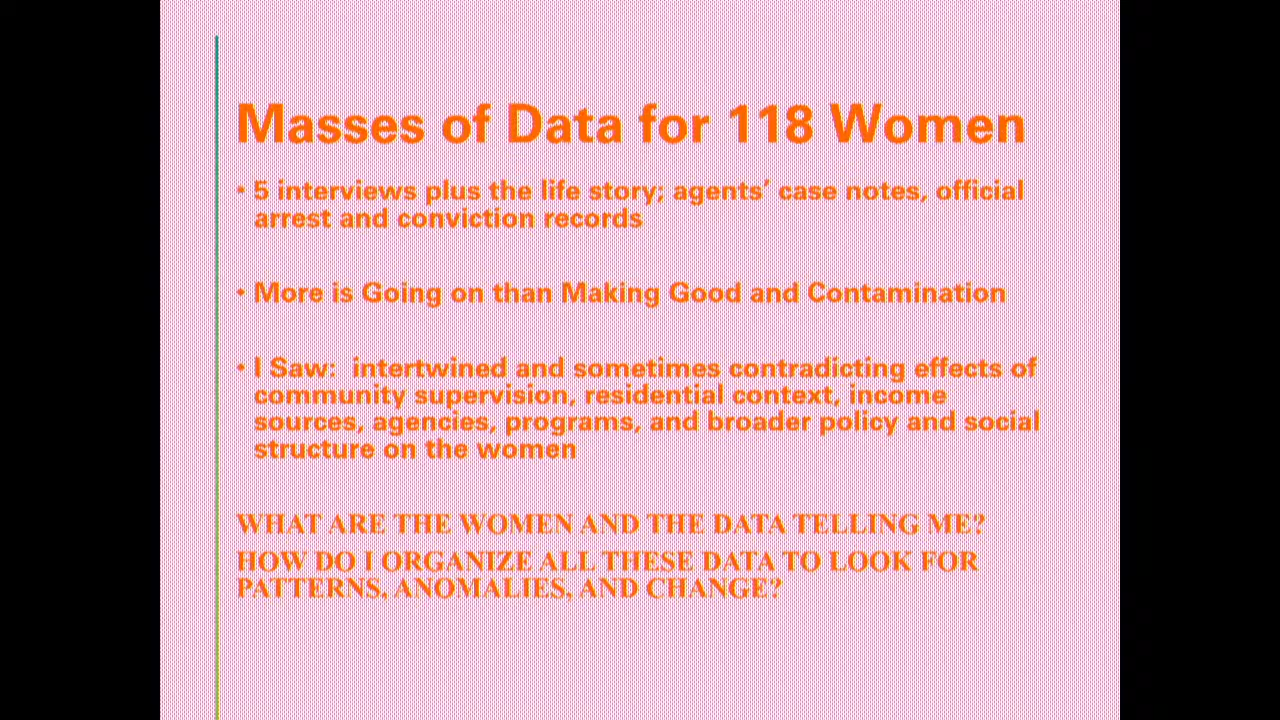 Masses of Data for 118 Women
• 5 interviews plus the life story; agents’ case notes, official
arrest and conviction records
• More is Going on than Making Good and Contamination
• I Saw:  intertwined and sometimes contradicting effects of
community supervision, residential context, income
sources, agencies, programs, and broader policy and social
structure on the women
WHAT ARE THE WOMEN AND THE DATA TELLING ME?
HOW DO I ORGANIZE ALL THESE DATA TO LOOK FOR
PATTERNS, ANOMALIES, AND CHANGE?